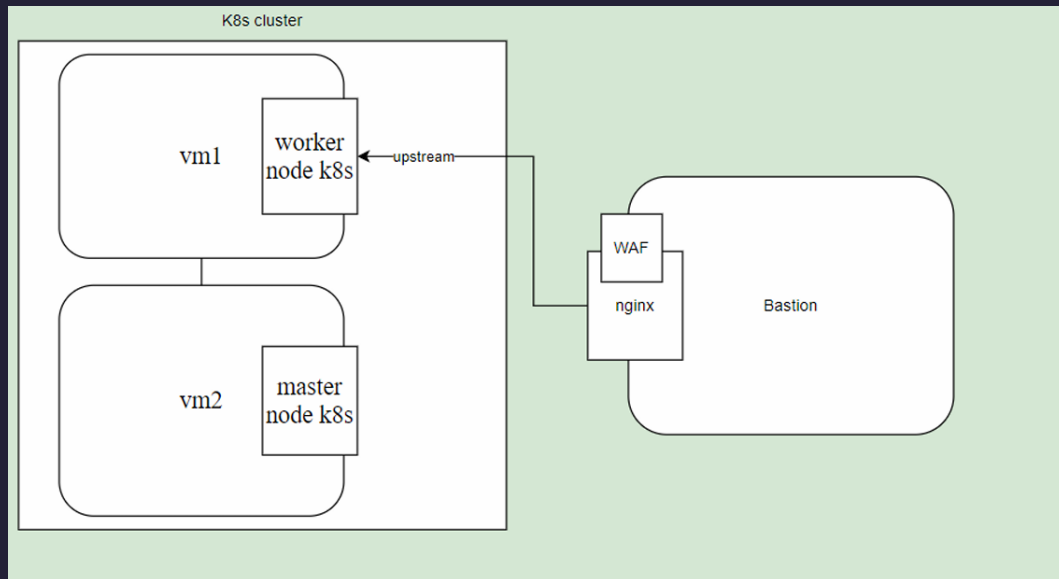 K8s cluster
vm1
worker
node k8s
upstream
WAF
nginx
Bastion
vm2
master
node k8s